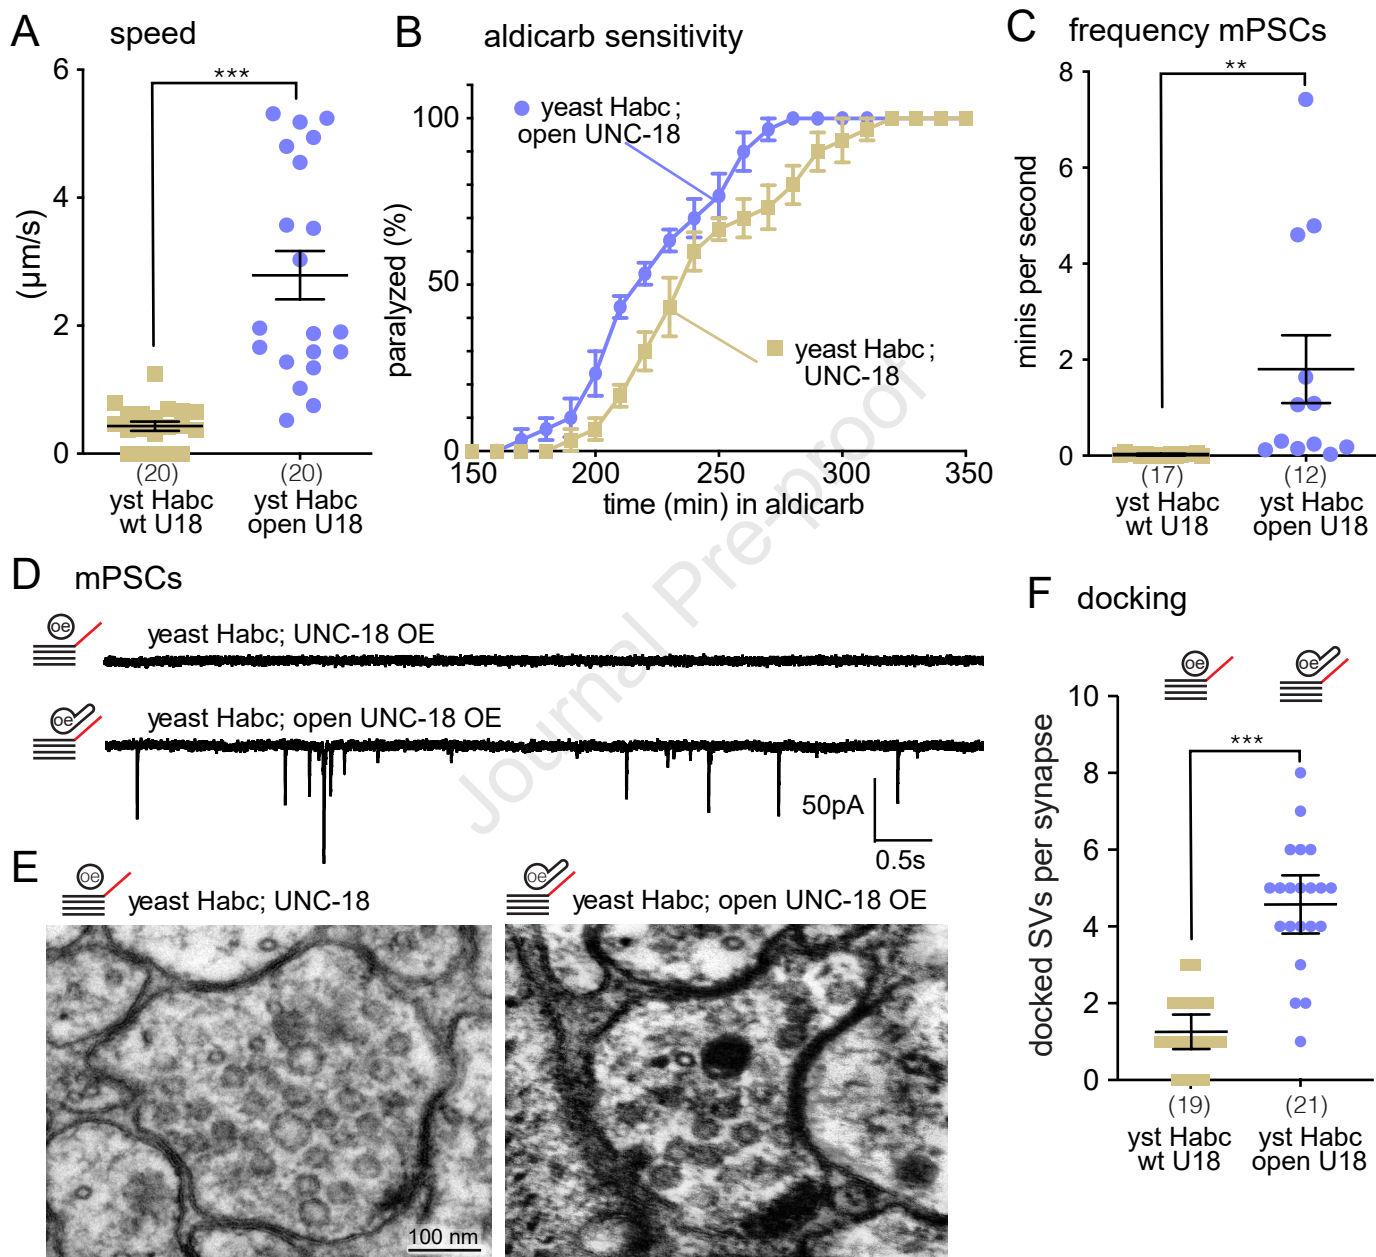 A speed
6
4
2
0
(µm/s)
***
(20)
yst Habc
wt U18
(20)
yst Habc
open U18
B aldicarb sensitivity
100
50
0
paralyzed (%)
yeast Habc;
open UNC-18
yeast Habc;
UNC-18
150 200 250 300 350
time (min) in aldicarb
C frequency mPSCs
8
6
4
2
0
minis per second
**
(17)
yst Habc
wt U18
(12)
yst Habc
open U18
D mPSCs
oe
yeast Habc; UNC-18 OE
oe
yeast Habc; open UNC-18 OE
50pA
0.5s
E
oe
yeast Habc; UNC-18
oe
yeast Habc; open UNC-18 OE
100 nm
F docking
oe
oe
10
8
6
4
2
0
docked SVs per synapse
***
(19)
yst Habc
wt U18
(21)
yst Habc
open U18
Journal Pre-proof